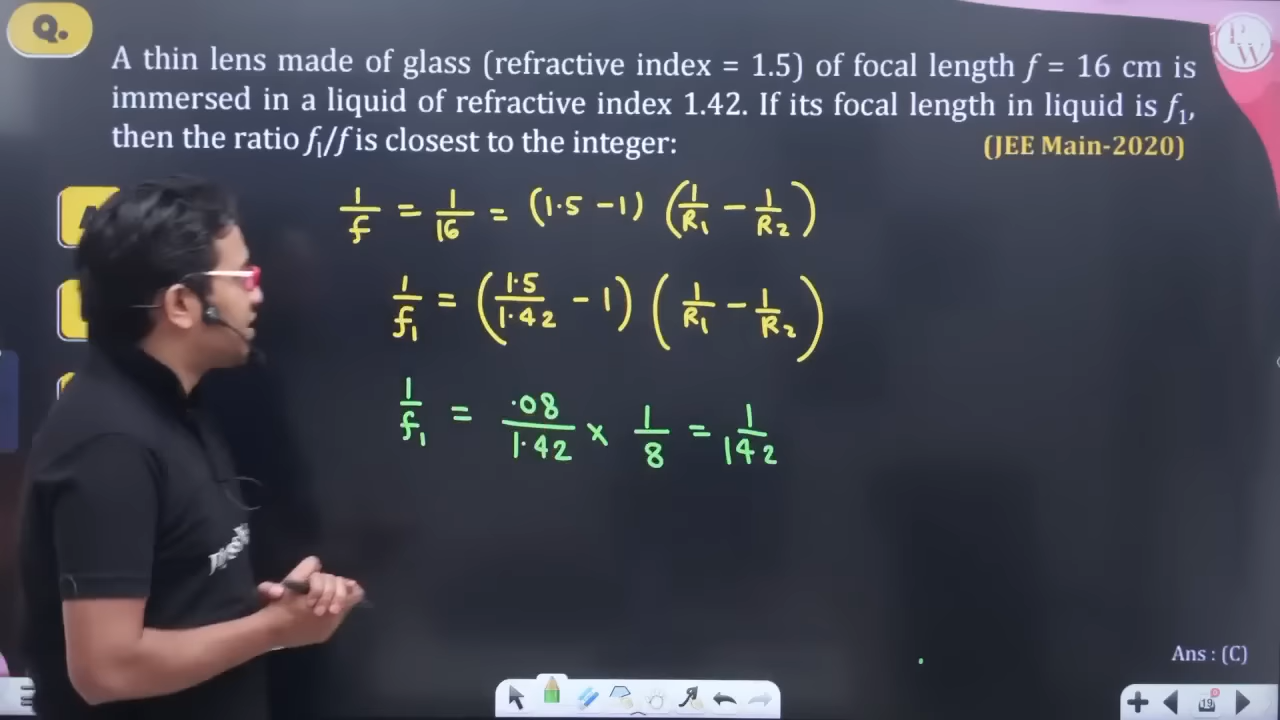 Q.
A thin lens made of glass (refractive index = 1.5) of focal length f = 16 cm is
immersed in a liquid of refractive index 1.42. If its focal length in liquid is f₁,
then the ratio f₁/f is closest to the integer: (JEE Main-2020)
1/f = 1/16 = (1.5 - 1) (1/R₁ - 1/R₂)
1/f₁ = (1.5/1.42 - 1) (1/R₁ - 1/R₂)
1/f₁ = .08/1.42 × 1/8 = 1/142
Ans : (C)
PW
19